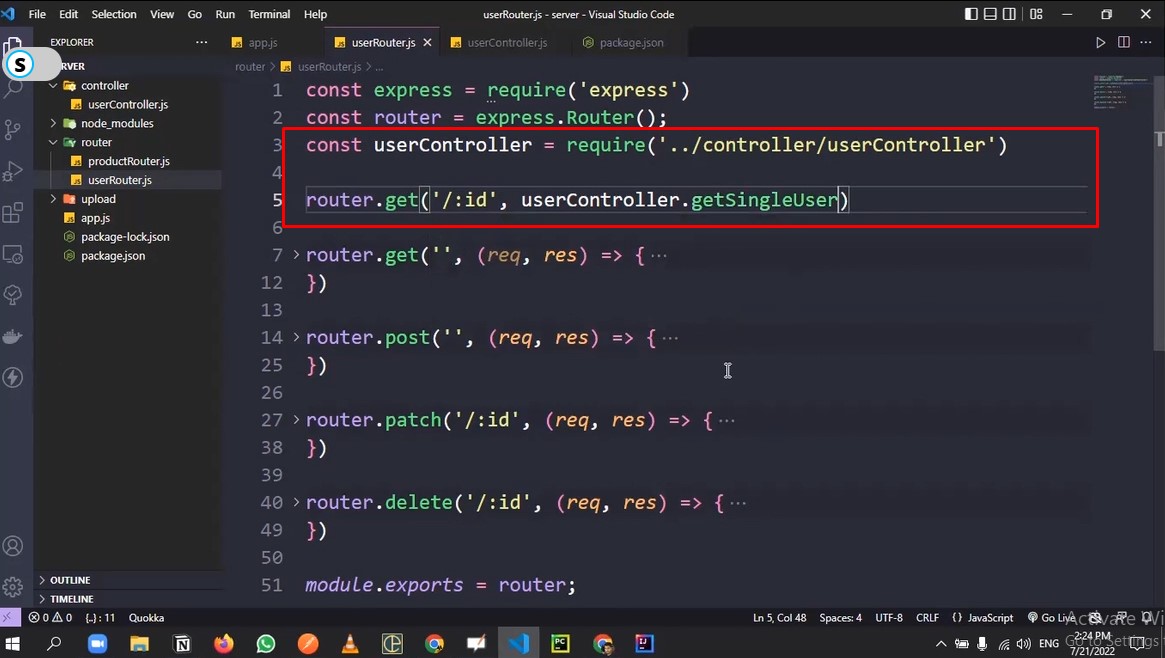 File Edit Selection View Go Run Terminal Help
userRouter.js - server - Visual Studio Code
EXPLORER
app.js
userRouter.js
userController.js
package.json
S
RVER
router > userRouter.js > ...
controller
userController.js
node_modules
router
productRouter.js
userRouter.js
upload
app.js
package-lock.json
package.json
1 const express = require('express')
2 const router = express.Router();
3 const userController = require('../controller/userController')
4
5 router.get('/:id', userController.getSingleUser)
6
7 router.get('', (req, res) => { ...
12 })
13
14 router.post('', (req, res) => { ...
25 })
26
27 router.patch('/:id', (req, res) => { ...
38 })
39
40 router.delete('/:id', (req, res) => { ...
49 })
50
51 module.exports = router;
OUTLINE
TIMELINE
0 0 {..} : 11 Quokka
Ln 5, Col 48 Spaces: 4 UTF-8 CRLF {} JavaScript Go Live
Activate Wi
Go to Settings
ENG
2:24 PM
7/21/2022